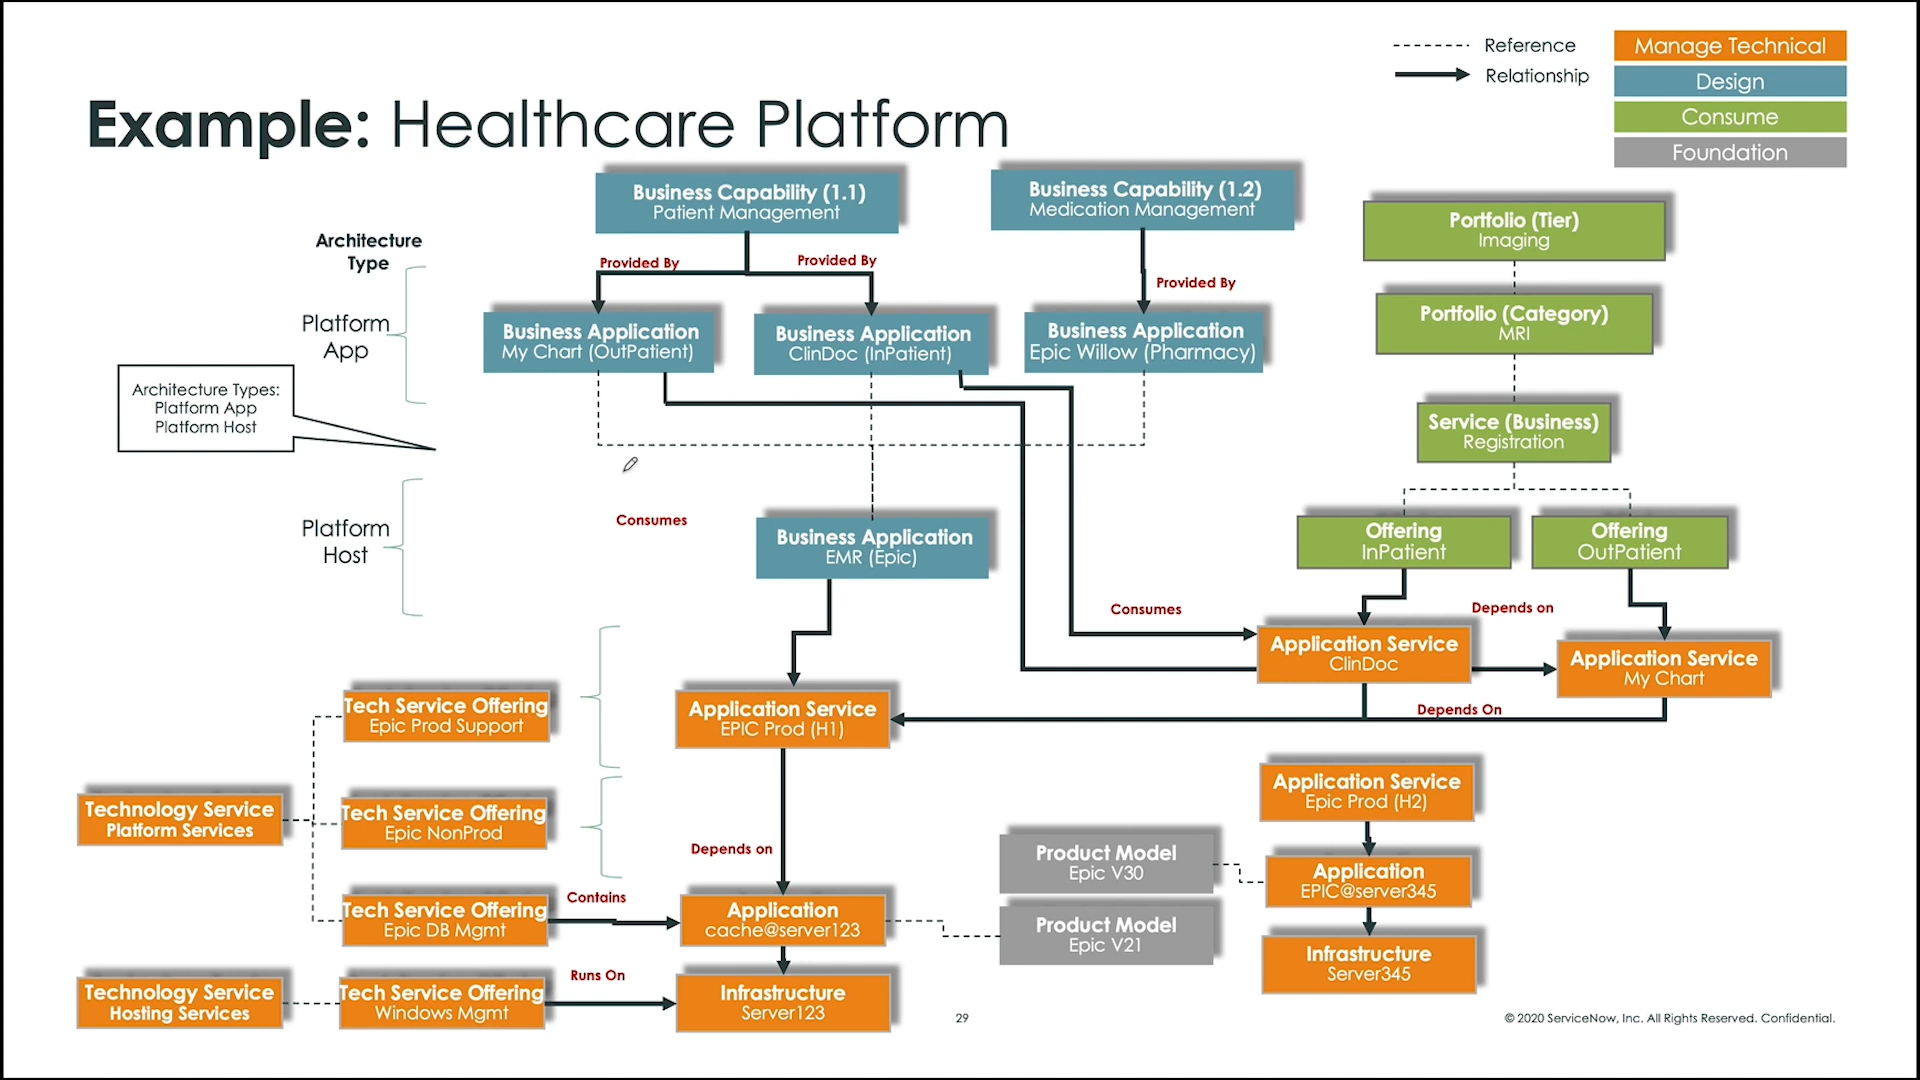 Reference
Relationship
Manage Technical
Design
Consume
Foundation
Example: Healthcare Platform
Business Capability (1.1)
Patient Management
Business Capability (1.2)
Medication Management
Portfolio (Tier)
Imaging
Architecture
Type
Provided By
Provided By
Provided By
Portfolio (Category)
MRI
Platform
App
Business Application
My Chart (OutPatient)
Business Application
ClinDoc (InPatient)
Business Application
Epic Willow (Pharmacy)
Architecture Types:
Platform App
Platform Host
Service (Business)
Registration
Platform
Host
Consumes
Business Application
EMR (Epic)
Offering
InPatient
Offering
OutPatient
Consumes
Depends on
Application Service
ClinDoc
Application Service
My Chart
Tech Service Offering
Epic Prod Support
Application Service
EPIC Prod (H1)
Depends On
Technology Service
Platform Services
Tech Service Offering
Epic NonProd
Application Service
Epic Prod (H2)
Depends on
Product Model
Epic V30
Application
EPIC@server345
Contains
Tech Service Offering
Epic DB Mgmt
Application
cache@server123
Product Model
Epic V21
Infrastructure
Server345
Runs On
Technology Service
Hosting Services
Tech Service Offering
Windows Mgmt
Infrastructure
Server123
29
© 2020 ServiceNow, Inc. All Rights Reserved. Confidential.